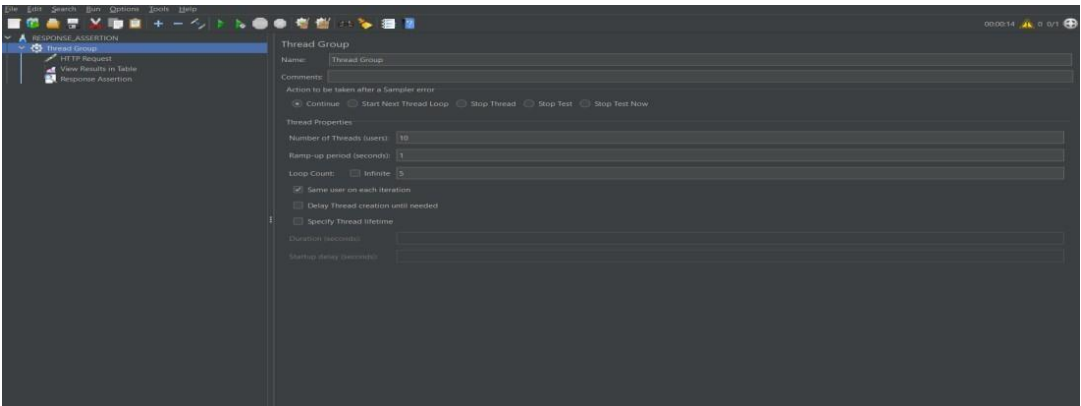 File Edit Search Run Options Tools Help
00:00:14 0 0/1
RESPONSE_ASSERTION
Thread Group
HTTP Request
View Results in Table
Response Assertion
Thread Group
Name: Thread Group
Comments:
Action to be taken after a Sampler error
Continue Start Next Thread Loop Stop Thread Stop Test Stop Test Now
Thread Properties
Number of Threads (users): 10
Ramp-up period (seconds): 1
Loop Count: Infinite 5
Same user on each iteration
Delay Thread creation until needed
Specify Thread lifetime
Duration (seconds):
Startup delay (seconds):